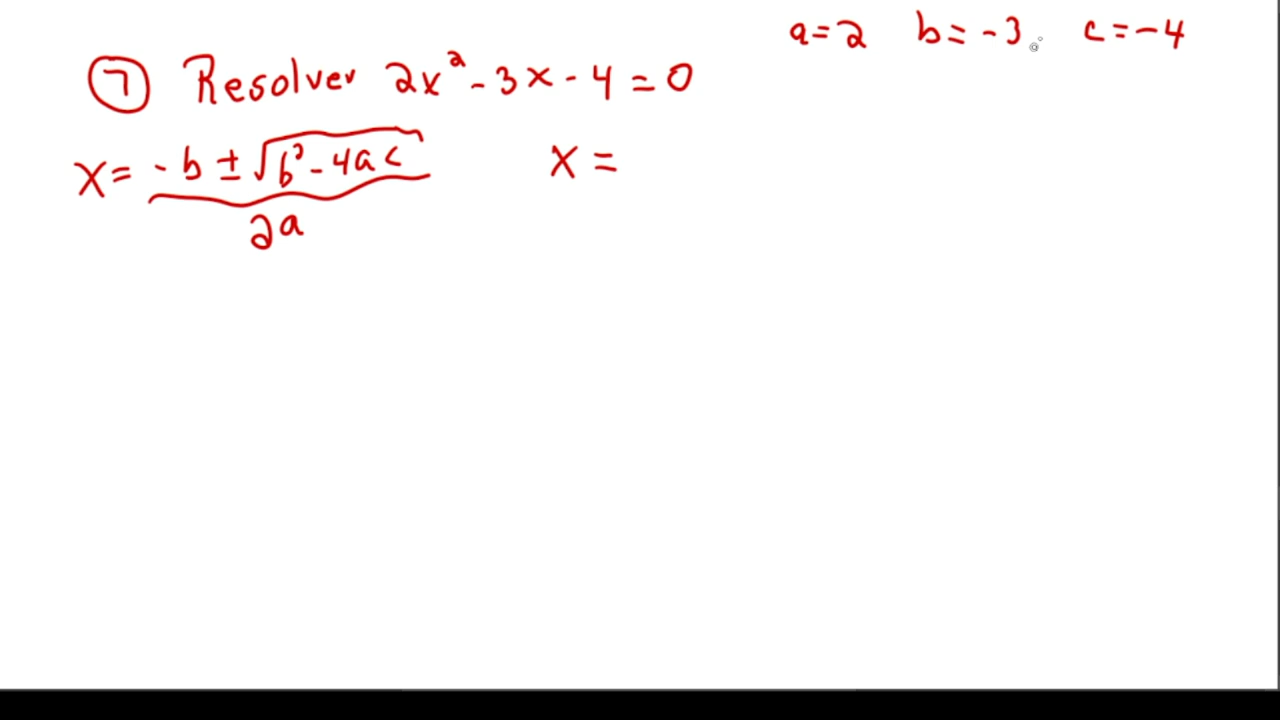 a=2 b=-3 c=-4
7 Resolver 2x²-3x-4=0
x= -b ± √b²-4ac x=
2a